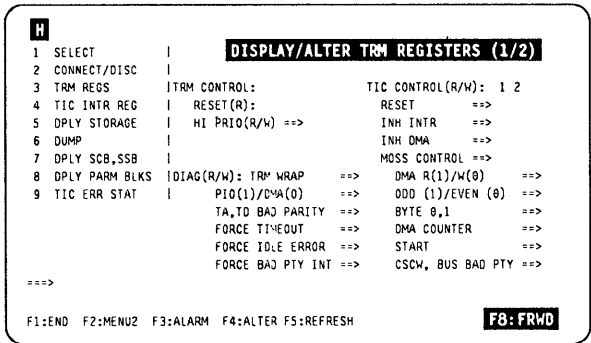 H
DISPLAY/ALTER TRM REGISTERS (1/2)
1 SELECT |
2 CONNECT/DISC |
3 TRM REGS |TRM CONTROL: TIC CONTROL(R/W): 1 2
4 TIC INTR REG | RESET(R): RESET ==>
5 DPLY STORAGE | HI PRIO(R/W) ==> INH INTR ==>
6 DUMP | INH DMA ==>
7 DPLY SCB,SSB | MOSS CONTROL ==>
8 DPLY PARM BLKS |DIAG(R/W): TRM WRAP ==> DMA R(1)/W(0) ==>
9 TIC ERR STAT | PIO(1)/DMA(0) ODD (1)/EVEN (0) ==>
TA,TD BAD PARITY ==> BYTE 0,1 ==>
FORCE TIMEOUT ==> DMA COUNTER ==>
FORCE IDLE ERROR ==> START ==>
FORCE BAD PTY INT ==> CSCW, BUS BAD PTY ==>
===>
F1:END F2:MENU2 F3:ALARM F4:ALTER F5:REFRESH F8:FRWD